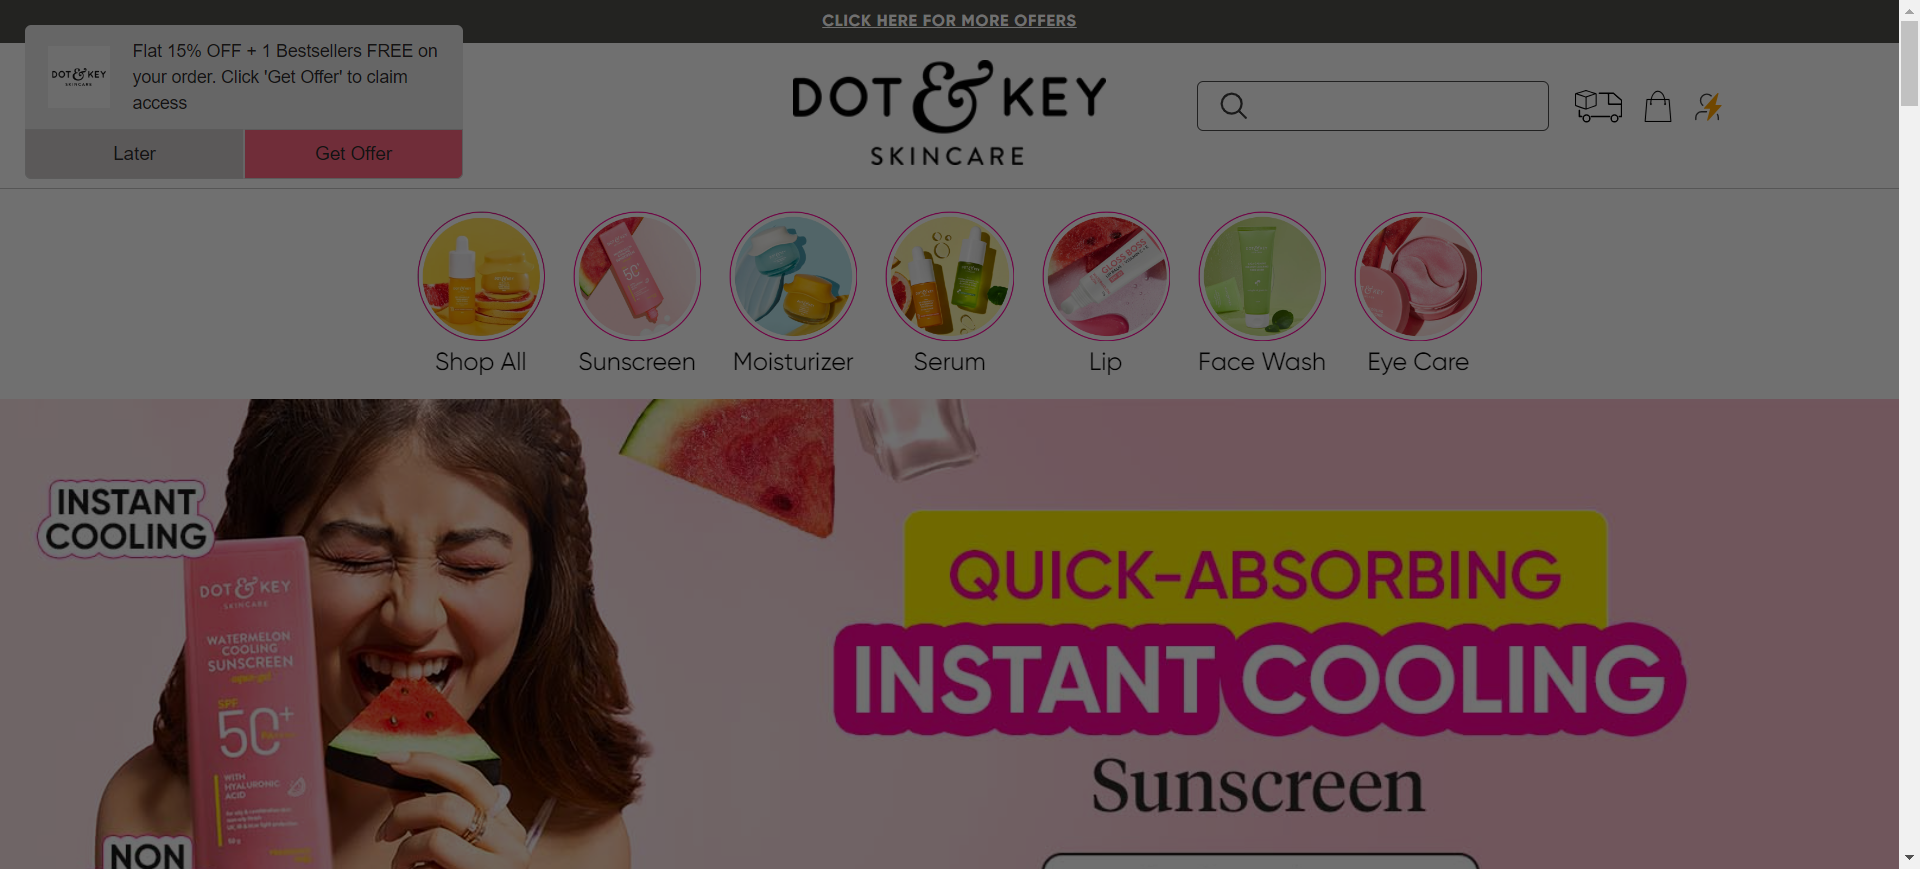 CLICK HERE FOR MORE OFFERS
Flat 15% OFF + 1 Bestsellers FREE on
your order. Click 'Get Offer' to claim
access
DOT & KEY
SKINCARE
Later
Get Offer
DOT & KEY
SKINCARE
Shop All
Sunscreen
Moisturizer
Serum
Lip
Face Wash
Eye Care
50+
GLOSS BOSS
INSTANT
COOLING
DOT & KEY
SKINCARE
WATERMELON
COOLING
SUNSCREEN
SPF
50+
WITH
HYALURONIC
ACID
NON
QUICK-ABSORBING
INSTANT COOLING
Sunscreen